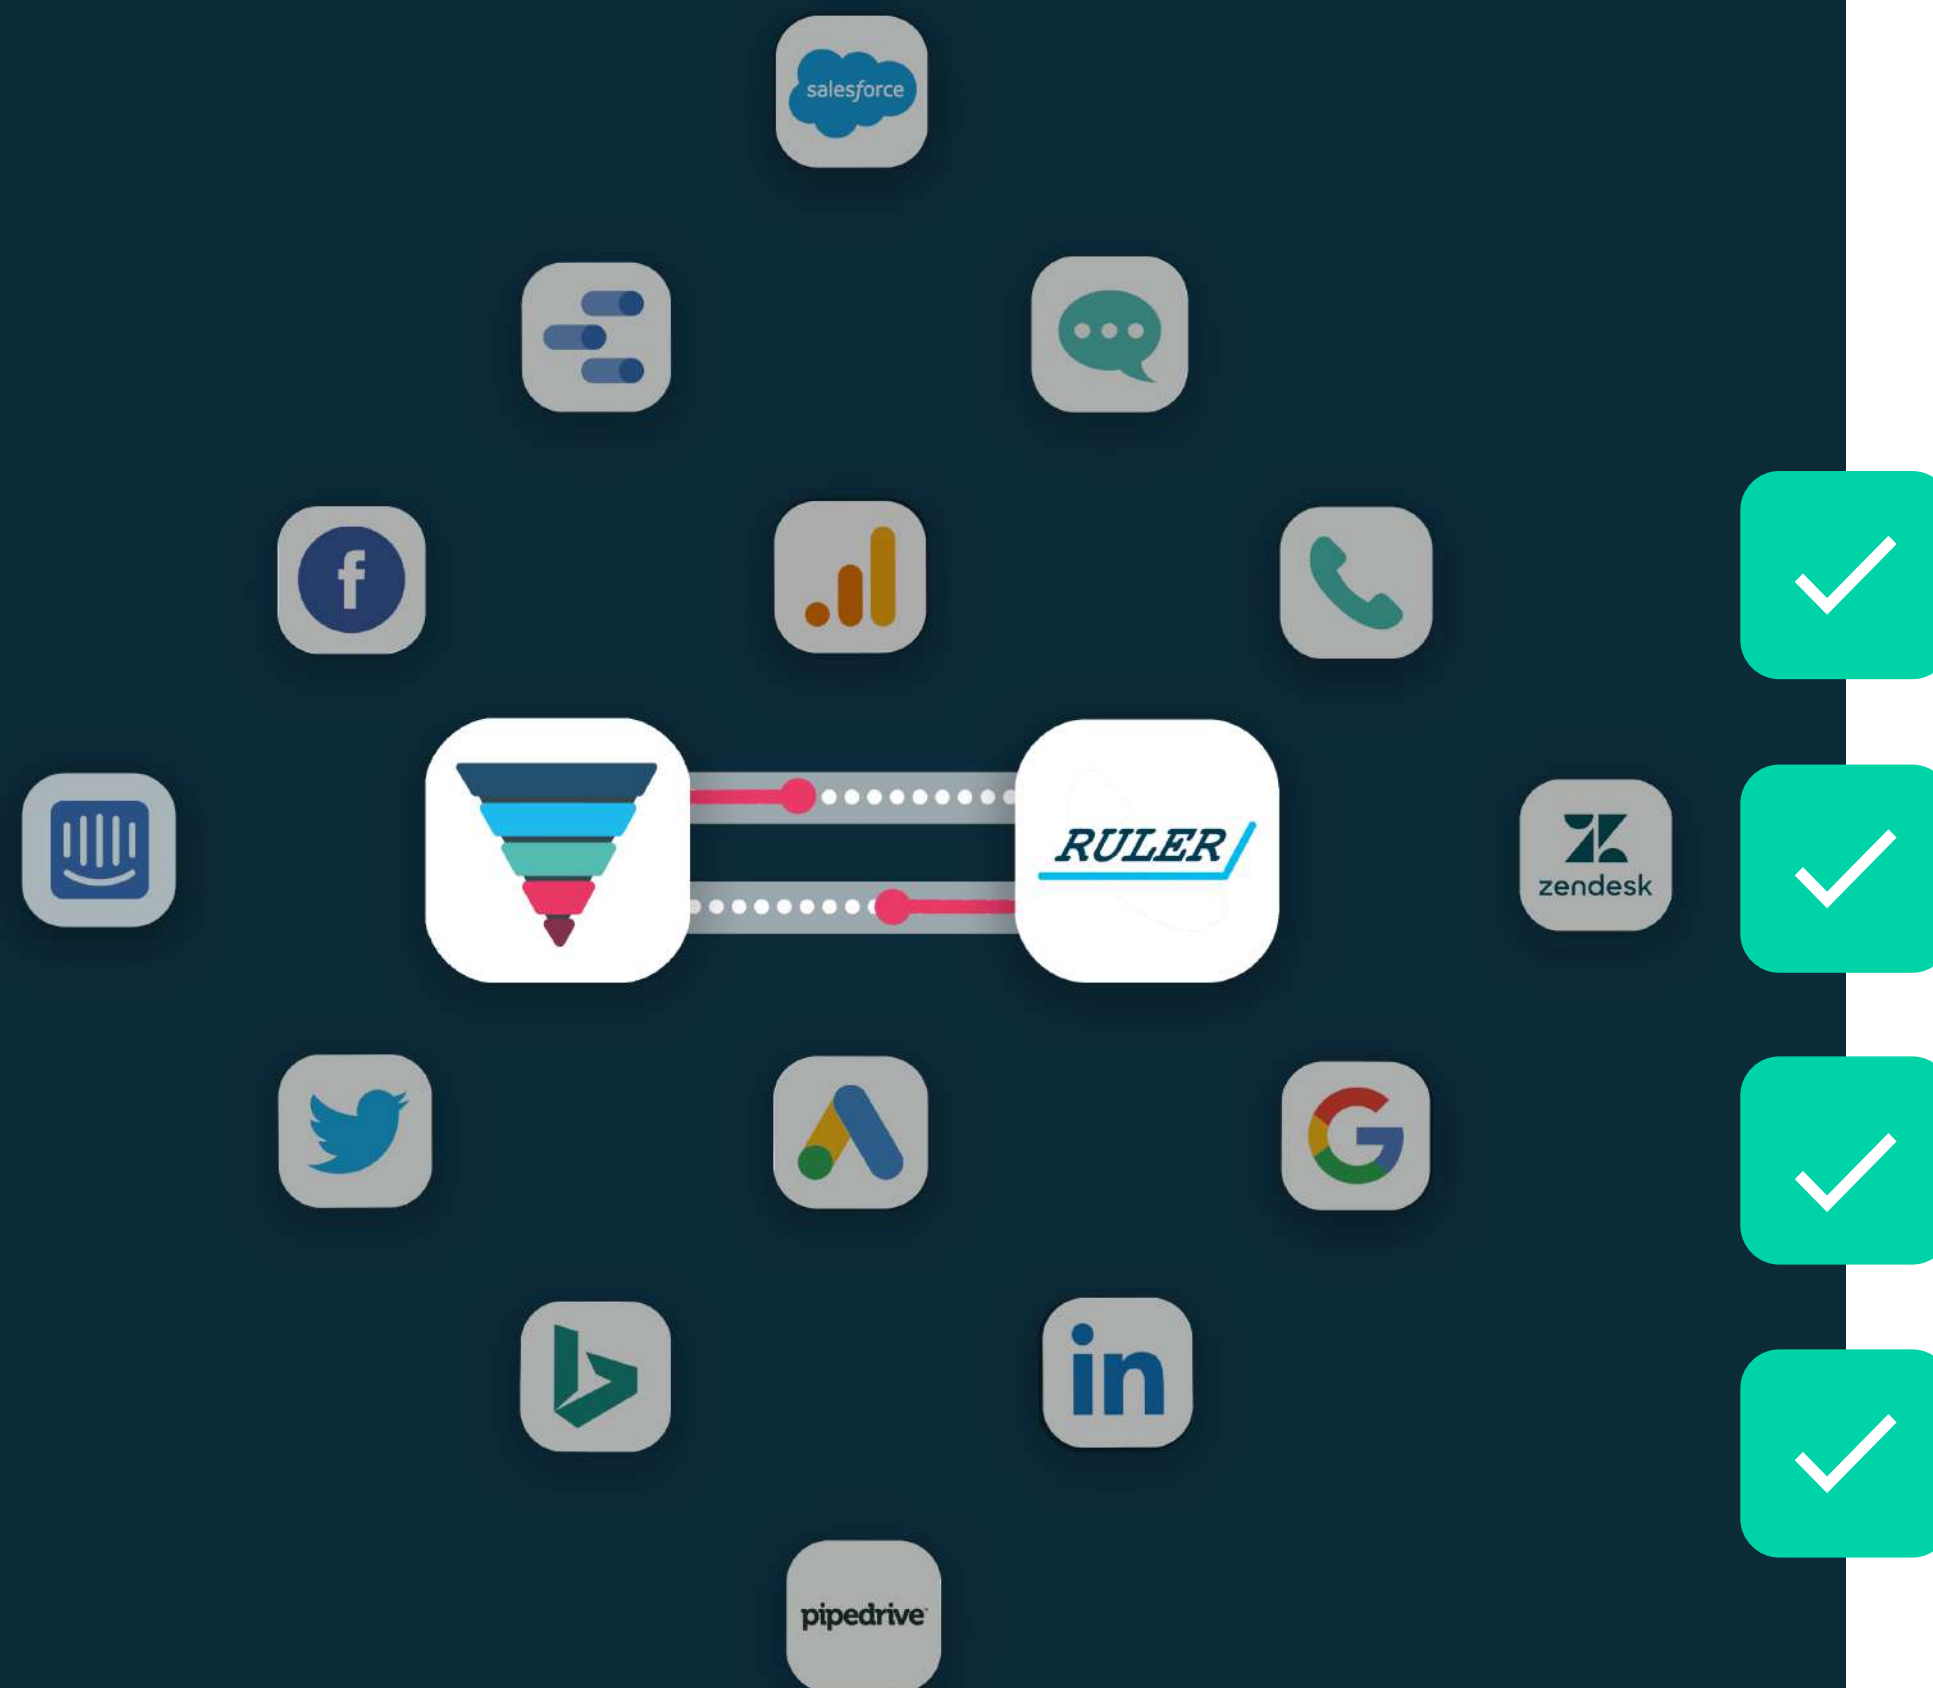 salesforce
f
RULER
zendesk
G
in
pipedrive